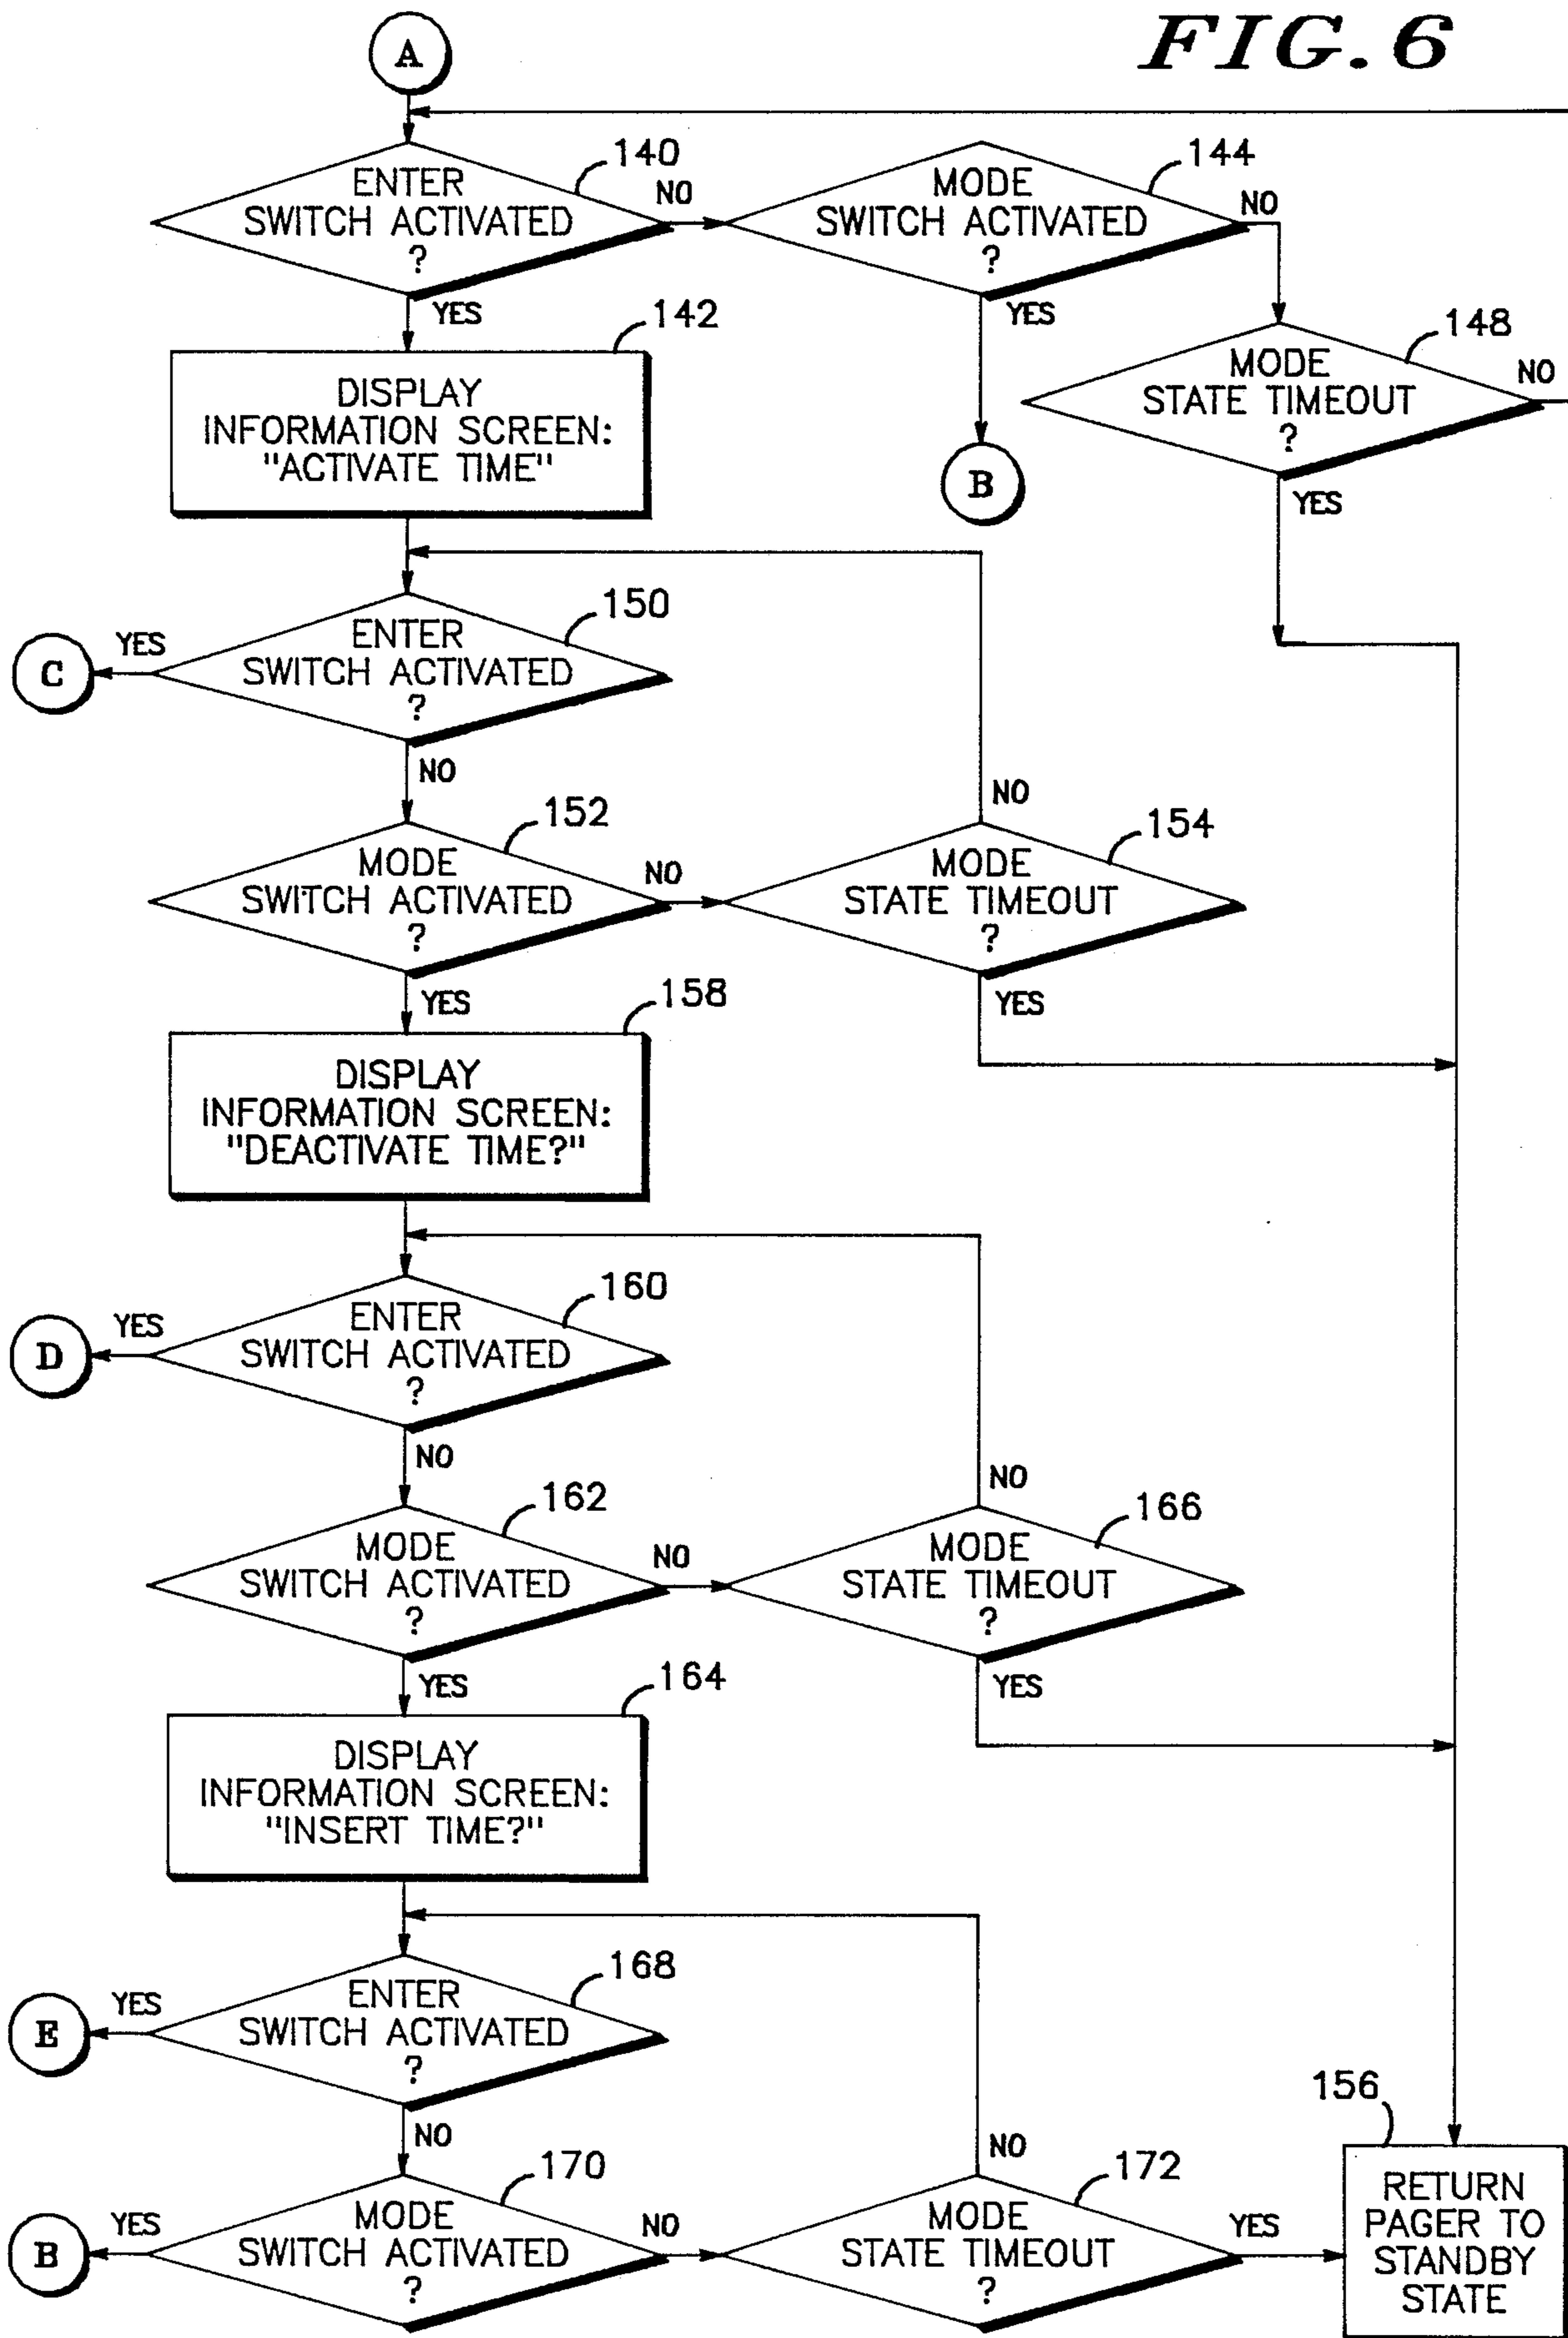 FIG. 6
A
140
ENTER
SWITCH ACTIVATED
?
NO
YES
144
MODE
SWITCH ACTIVATED
?
NO
YES
B
148
MODE
STATE TIMEOUT
?
NO
YES
142
DISPLAY
INFORMATION SCREEN:
"ACTIVATE TIME"
150
ENTER
SWITCH ACTIVATED
?
YES
C
NO
152
MODE
SWITCH ACTIVATED
?
NO
YES
154
MODE
STATE TIMEOUT
?
NO
YES
158
DISPLAY
INFORMATION SCREEN:
"DEACTIVATE TIME?"
160
ENTER
SWITCH ACTIVATED
?
YES
D
NO
162
MODE
SWITCH ACTIVATED
?
NO
YES
166
MODE
STATE TIMEOUT
?
NO
YES
164
DISPLAY
INFORMATION SCREEN:
"INSERT TIME?"
168
ENTER
SWITCH ACTIVATED
?
YES
E
NO
170
MODE
SWITCH ACTIVATED
?
YES
B
NO
172
MODE
STATE TIMEOUT
?
NO
YES
156
RETURN
PAGER TO
STANDBY
STATE